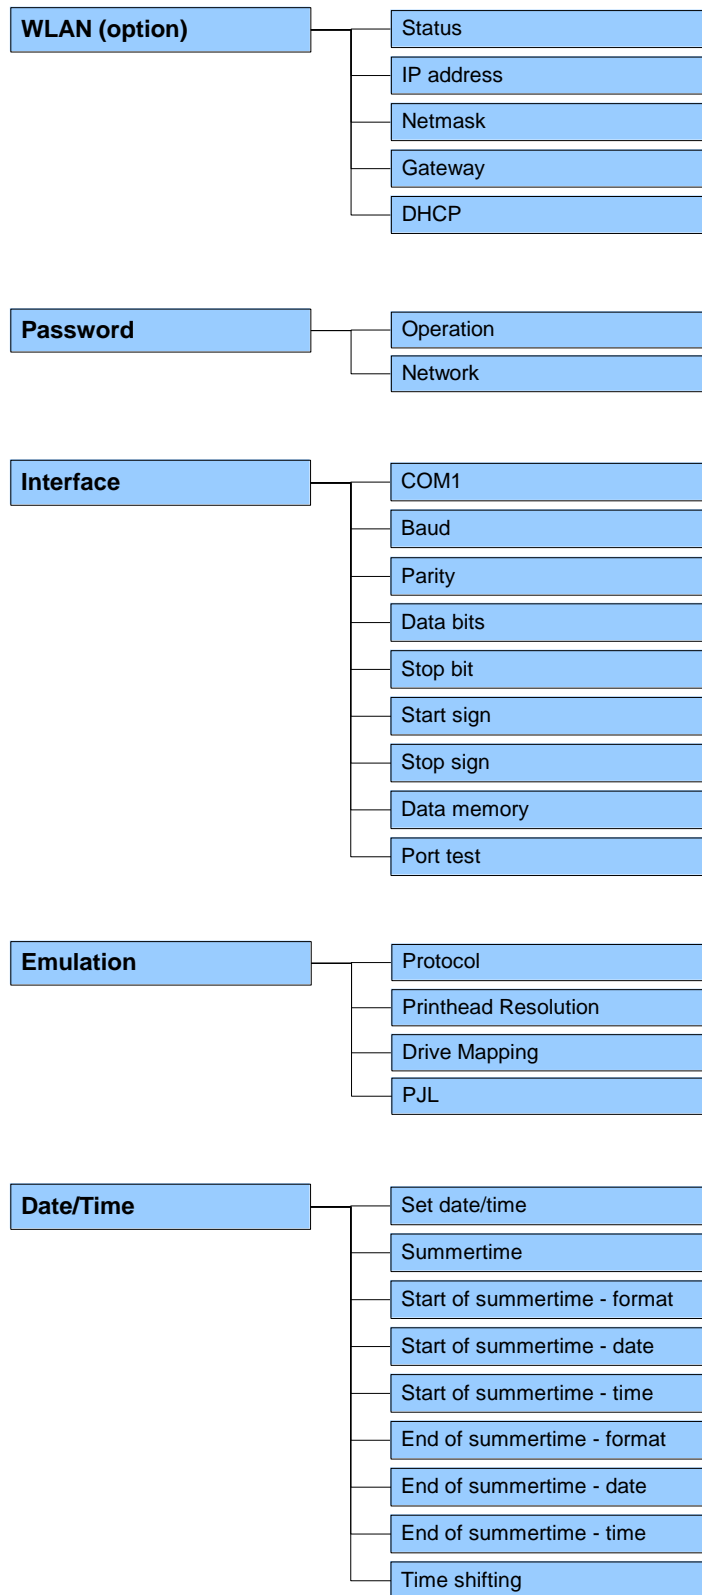 WLAN (option)
Status
IP address
Netmask
Gateway
DHCP
Password
Operation
Network
Interface
COM1
Baud
Parity
Data bits
Stop bit
Start sign
Stop sign
Data memory
Port test
Emulation
Protocol
Printhead Resolution
Drive Mapping
PJL
Date/Time
Set date/time
Summertime
Start of summertime - format
Start of summertime - date
Start of summertime - time
End of summertime - format
End of summertime - date
End of summertime - time
Time shifting